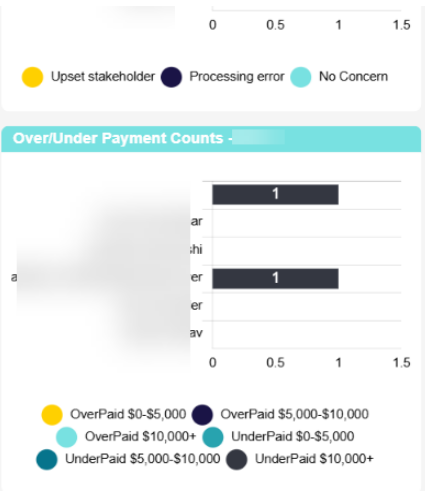 0 0.5 1 1.5
Upset stakeholder Processing error No Concern
Over/Under Payment Counts -
1
ar
shi
1
er
er
av
0 0.5 1 1.5
OverPaid $0-$5,000 OverPaid $5,000-$10,000
OverPaid $10,000+ UnderPaid $0-$5,000
UnderPaid $5,000-$10,000 UnderPaid $10,000+